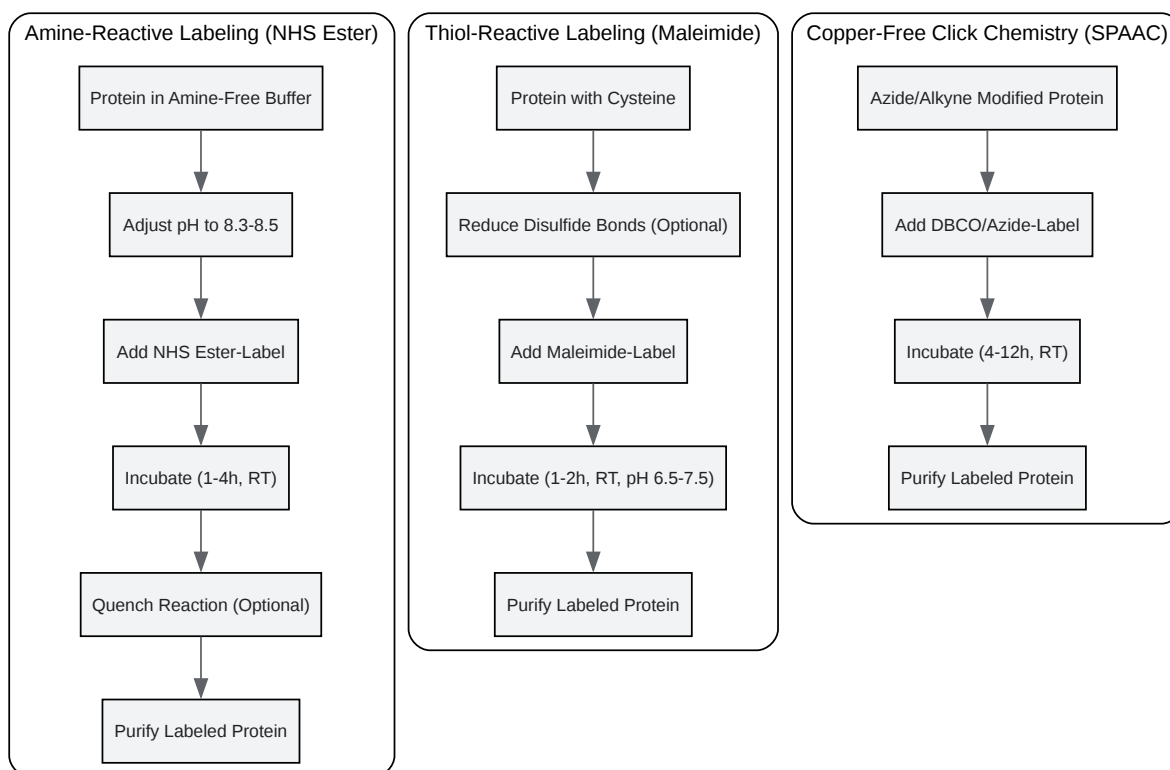 Amine-Reactive Labeling (NHS Ester)
Protein in Amine-Free Buffer
Adjust pH to 8.3-8.5
Add NHS Ester-Label
Incubate (1-4h, RT)
Quench Reaction (Optional)
Purify Labeled Protein
Thiol-Reactive Labeling (Maleimide)
Protein with Cysteine
Reduce Disulfide Bonds (Optional)
Add Maleimide-Label
Incubate (1-2h, RT, pH 6.5-7.5)
Purify Labeled Protein
Copper-Free Click Chemistry (SPAAC)
Azide/Alkyne Modified Protein
Add DBCO/Azide-Label
Incubate (4-12h, RT)
Purify Labeled Protein